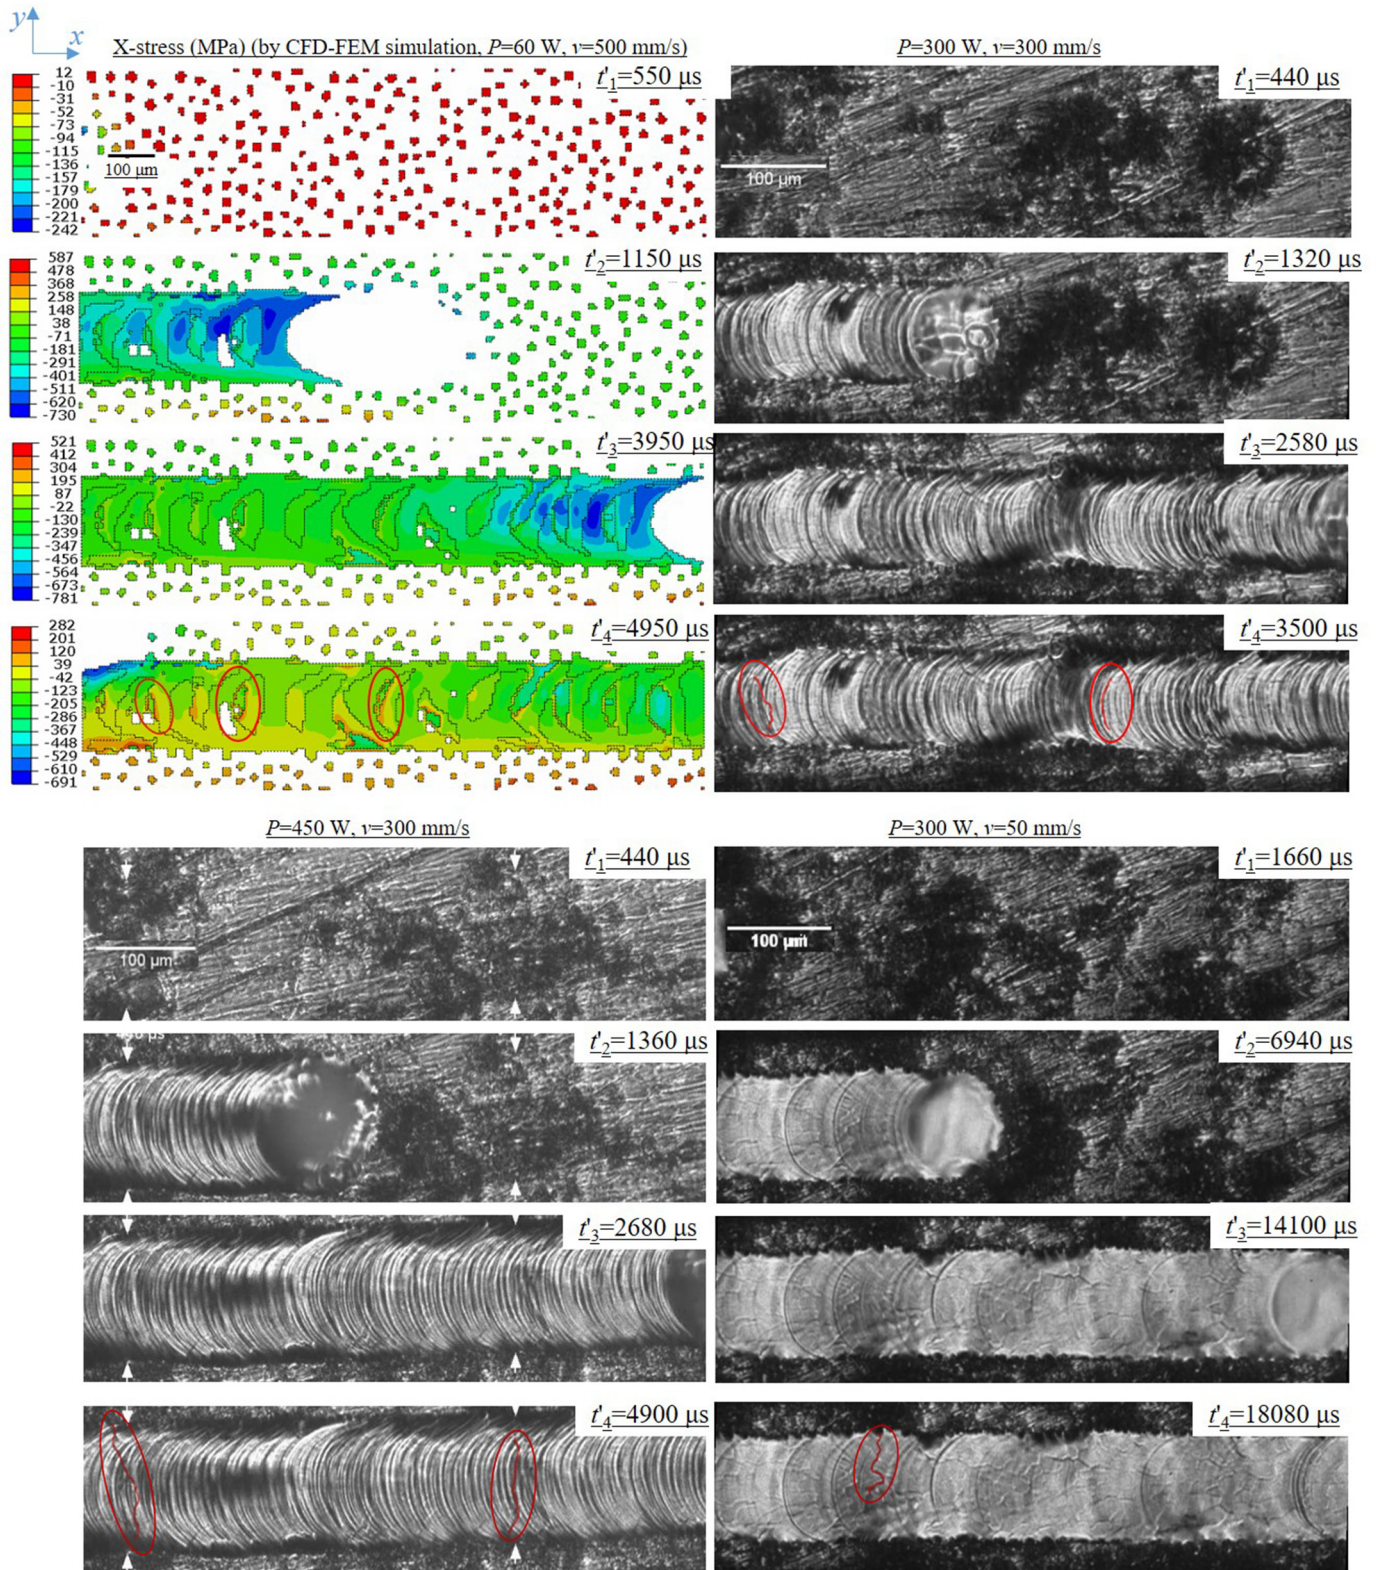 y
x
X-stress (MPa) (by CFD-FEM simulation, P=60 W, v=500 mm/s)
t'1=550 μs
12
-10
-31
-52
-73
-94
-115
-136
-157
-179
-200
-221
-242
100 μm
t'2=1150 μs
587
478
368
258
148
38
-71
-181
-291
-401
-511
-620
-730
t'3=3950 μs
521
412
304
195
87
-22
-130
-239
-347
-456
-564
-673
-781
t'4=4950 μs
282
201
120
39
-42
-123
-205
-286
-367
-448
-529
-610
-691
P=300 W, v=300 mm/s
t'1=440 μs
100 μm
t'2=1320 μs
t'3=2580 μs
t'4=3500 μs
P=450 W, v=300 mm/s
t'1=440 μs
100 μm
t'2=1360 μs
t'3=2680 μs
t'4=4900 μs
P=300 W, v=50 mm/s
t'1=1660 μs
100 μm
t'2=6940 μs
t'3=14100 μs
t'4=18080 μs